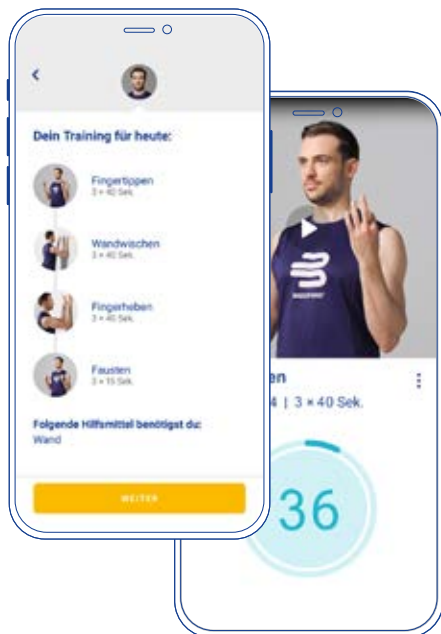 Dein Training für heute:
Fingertippen
3 × 40 Sek.
Wandwischen
3 × 40 Sek.
Fingerheben
3 × 40 Sek.
Fausten
3 × 15 Sek.
Folgende Hilfsmittel benötigst du:
Wand
WEITER
en
4 | 3 × 40 Sek.
36